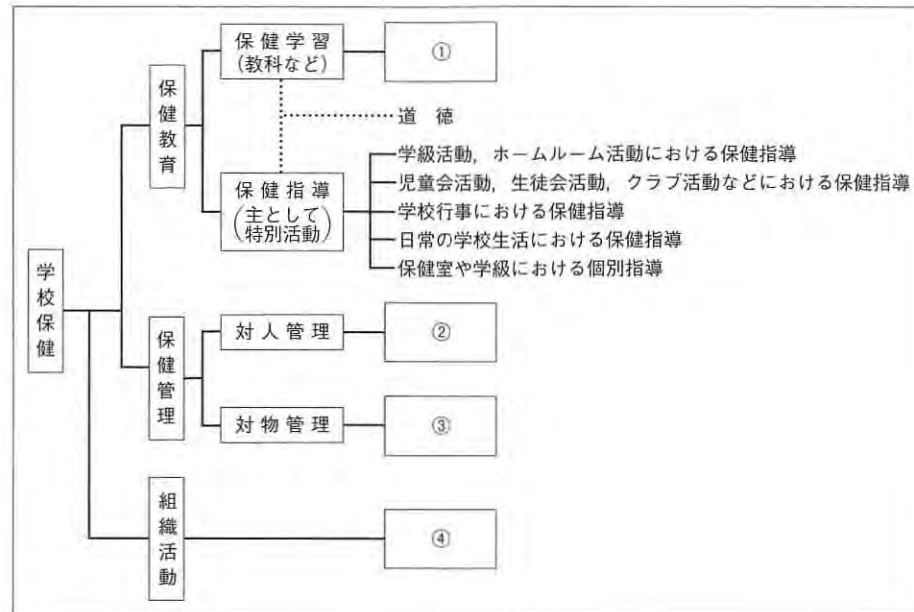 学校保健
保健教育
保健学習
(教科など)
①
道徳
保健指導
(主として
特別活動)
学級活動，ホームルーム活動における保健指導
児童会活動，生徒会活動，クラブ活動などにおける保健指導
学校行事における保健指導
日常の学校生活における保健指導
保健室や学級における個別指導
保健管理
対人管理
②
対物管理
③
組織活動
④